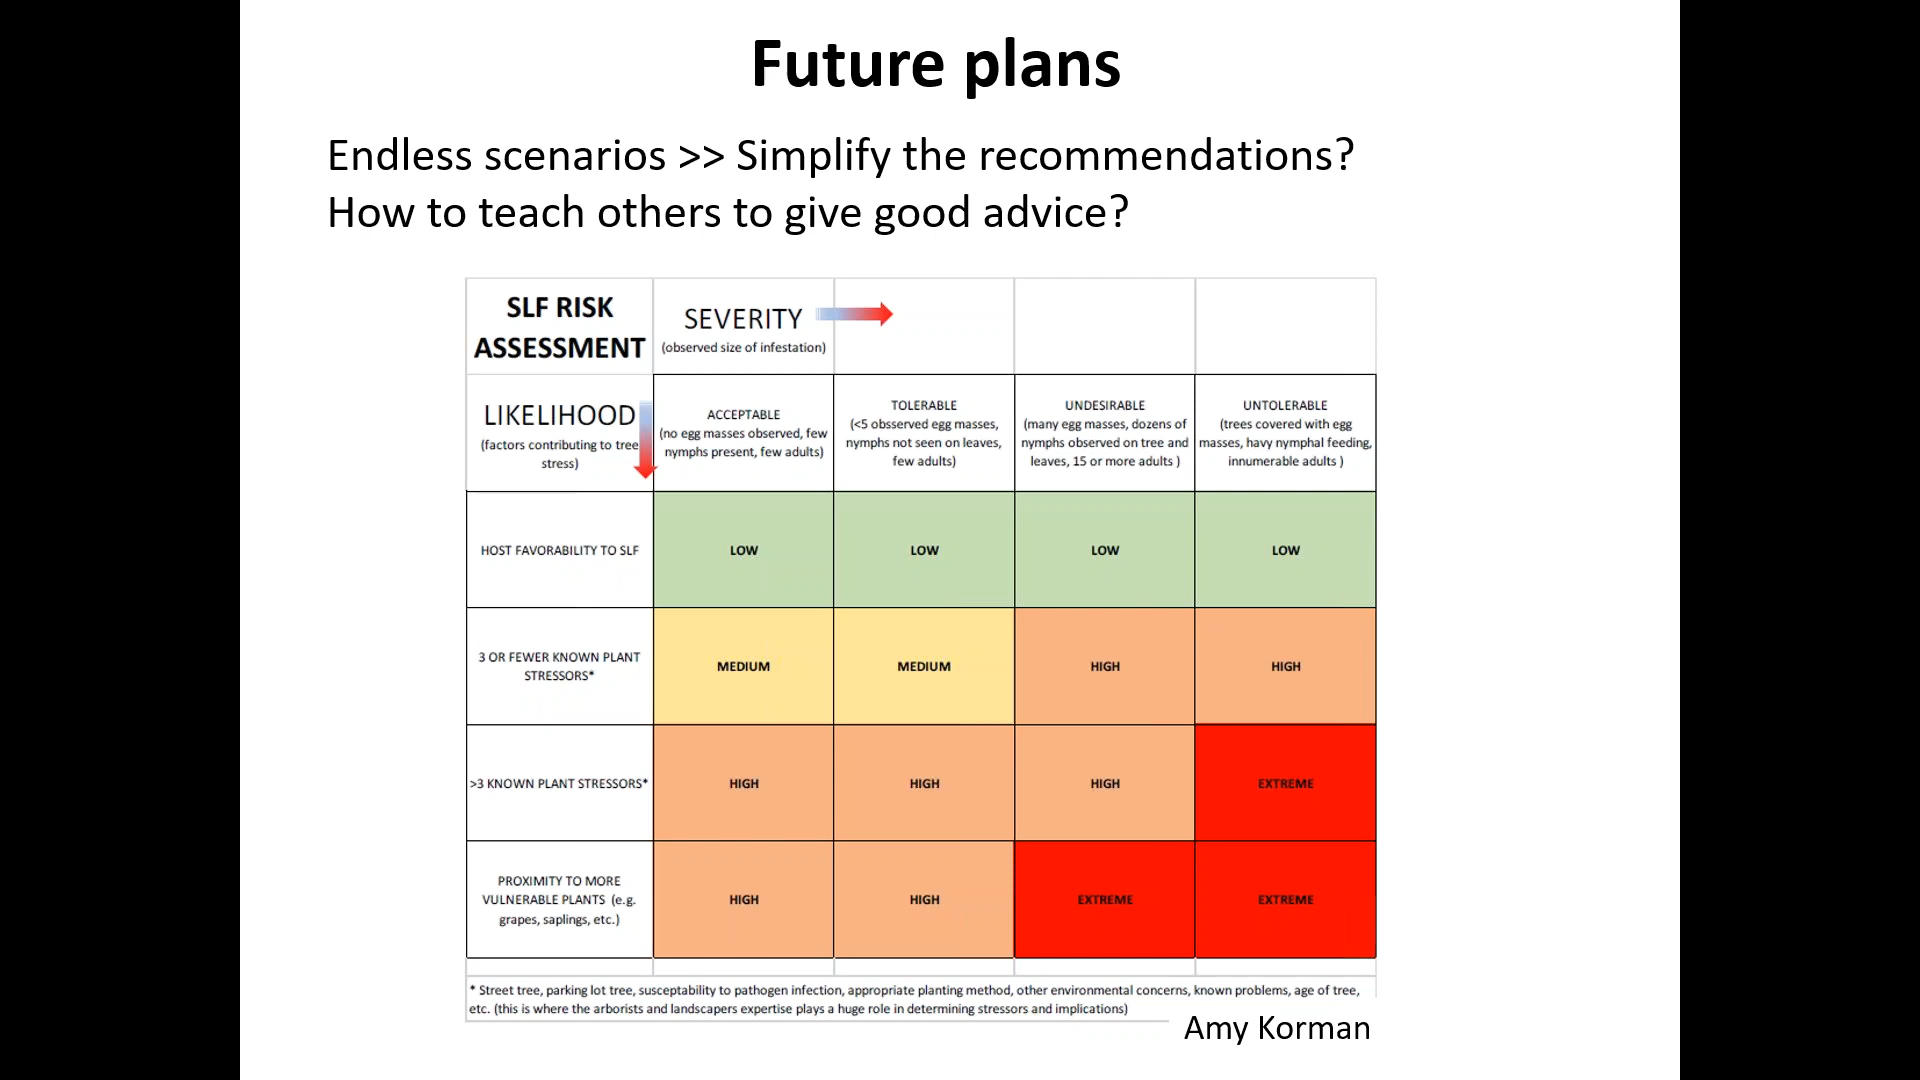 Future plans
Endless scenarios >> Simplify the recommendations?
How to teach others to give good advice?
SLF RISK
ASSESSMENT
SEVERITY
(observed size of infestation)
LIKELIHOOD
(factors contributing to tree
stress)
ACCEPTABLE
(no egg masses observed, few
nymphs present, few adults)
TOLERABLE
(<5 obsserved egg masses,
nymphs not seen on leaves,
few adults)
UNDESIRABLE
(many egg masses, dozens of
nymphs observed on tree and
leaves, 15 or more adults )
UNTOLERABLE
(trees covered with egg
masses, havy nymphal feeding,
innumerable adults )
HOST FAVORABILITY TO SLF
LOW
LOW
LOW
LOW
3 OR FEWER KNOWN PLANT
STRESSORS*
MEDIUM
MEDIUM
HIGH
HIGH
>3 KNOWN PLANT STRESSORS*
HIGH
HIGH
HIGH
EXTREME
PROXIMITY TO MORE
VULNERABLE PLANTS (e.g.
grapes, saplings, etc.)
HIGH
HIGH
EXTREME
EXTREME
* Street tree, parking lot tree, susceptability to pathogen infection, appropriate planting method, other environmental concerns, known problems, age of tree,
etc. (this is where the arborists and landscapers expertise plays a huge role in determining stressors and implications)
Amy Korman